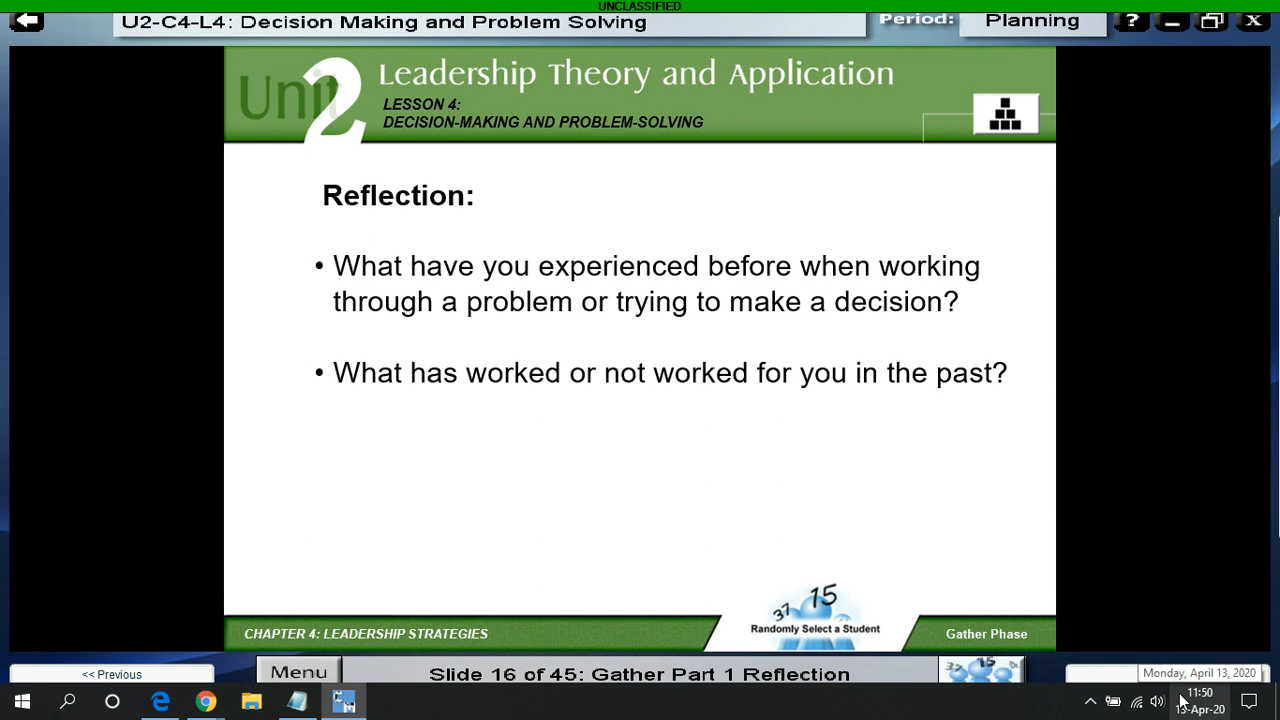 UNCLASSIFIED
U2-C4-L4: Decision Making and Problem Solving
Period:
Planning
?
X
Unit 2
Leadership Theory and Application
LESSON 4:
DECISION-MAKING AND PROBLEM-SOLVING
Reflection:
• What have you experienced before when working
through a problem or trying to make a decision?
• What has worked or not worked for you in the past?
37 15
Randomly Select a Student
CHAPTER 4: LEADERSHIP STRATEGIES
Gather Phase
<< Previous
Menu
Slide 16 of 45: Gather Part 1 Reflection
Monday, April 13, 2020
11:50
13-Apr-20